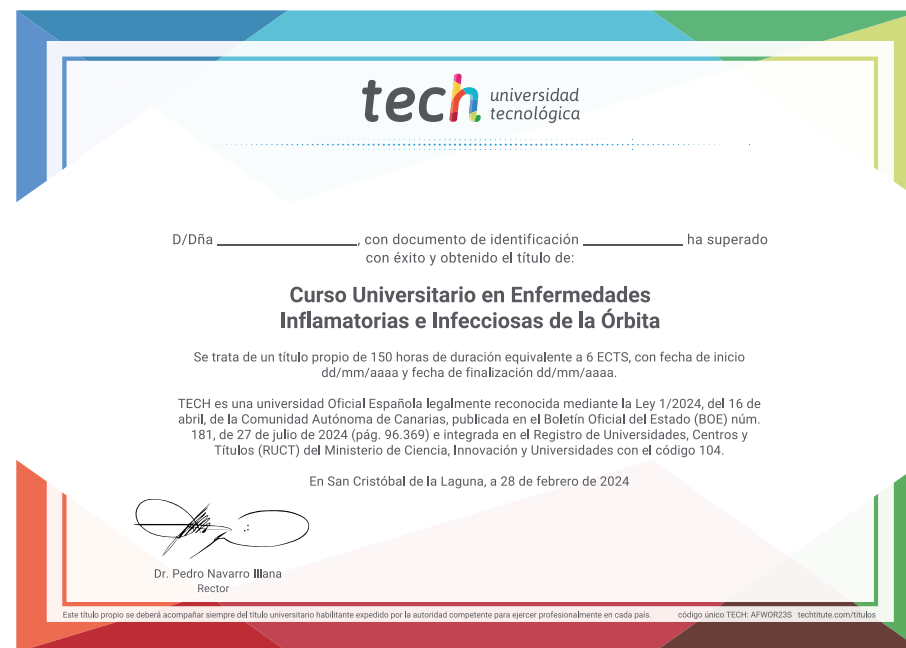 tech universidad
tecnológica
D/Dña ____________, con documento de identificación ____________ ha superado
con éxito y obtenido el título de:
Curso Universitario en Enfermedades
Inflamatorias e Infecciosas de la Órbita
Se trata de un título propio de 150 horas de duración equivalente a 6 ECTS, con fecha de inicio
dd/mm/aaaa y fecha de finalización dd/mm/aaaa.
TECH es una universidad Oficial Española legalmente reconocida mediante la Ley 1/2024, del 16 de
abril, de la Comunidad Autónoma de Canarias, publicada en el Boletín Oficial del Estado (BOE) núm.
181, de 27 de julio de 2024 (pág. 96.369) e integrada en el Registro de Universidades, Centros y
Títulos (RUCT) del Ministerio de Ciencia, Innovación y Universidades con el código 104.
En San Cristóbal de la Laguna, a 28 de febrero de 2024
Dr. Pedro Navarro Illana
Rector
Este título propio se deberá acompañar siempre del título universitario habilitante expedido por la autoridad competente para ejercer profesionalmente en cada país. código único TECH: AFWOR23S techtitute.com/titulos